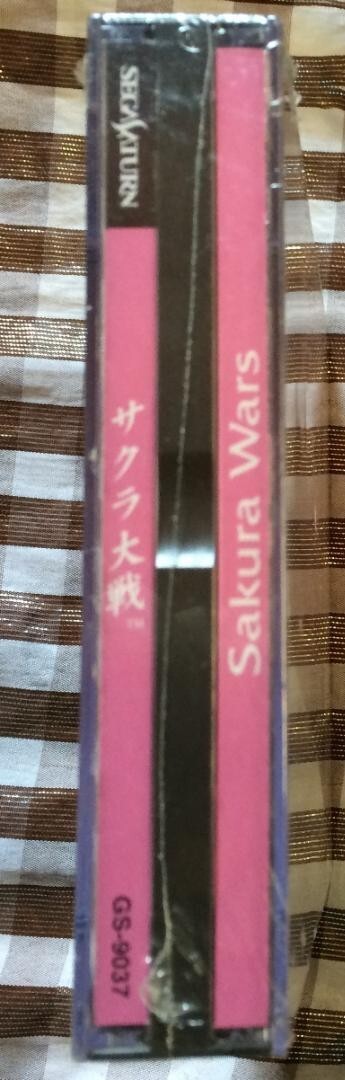 SEGA SATURN
サクラ大戦
TM
GS-9037
Sakura Wars